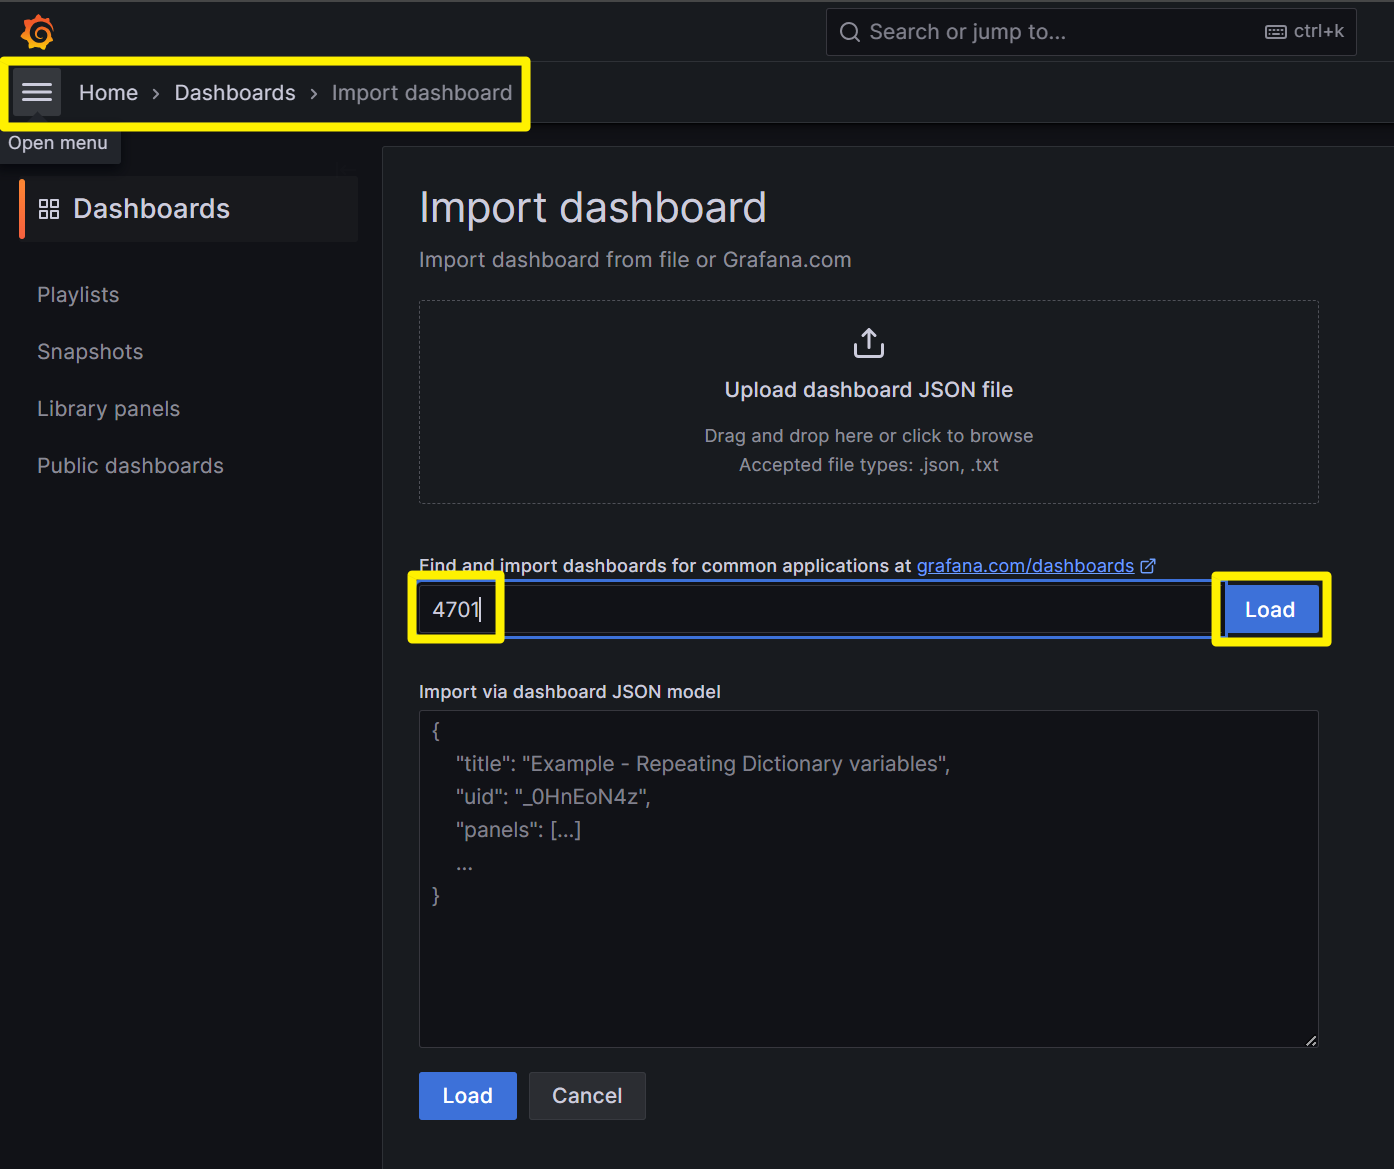 Search or jump to...
ctrl+k
Home › Dashboards › Import dashboard
Open menu
Dashboards
Playlists
Snapshots
Library panels
Public dashboards
Import dashboard
Import dashboard from file or Grafana.com
Upload dashboard JSON file
Drag and drop here or click to browse
Accepted file types: .json, .txt
Find and import dashboards for common applications at grafana.com/dashboards
4701
Load
Import via dashboard JSON model
{
"title": "Example - Repeating Dictionary variables",
"uid": "_0HnEoN4z",
"panels": [...]
...
}
Load
Cancel